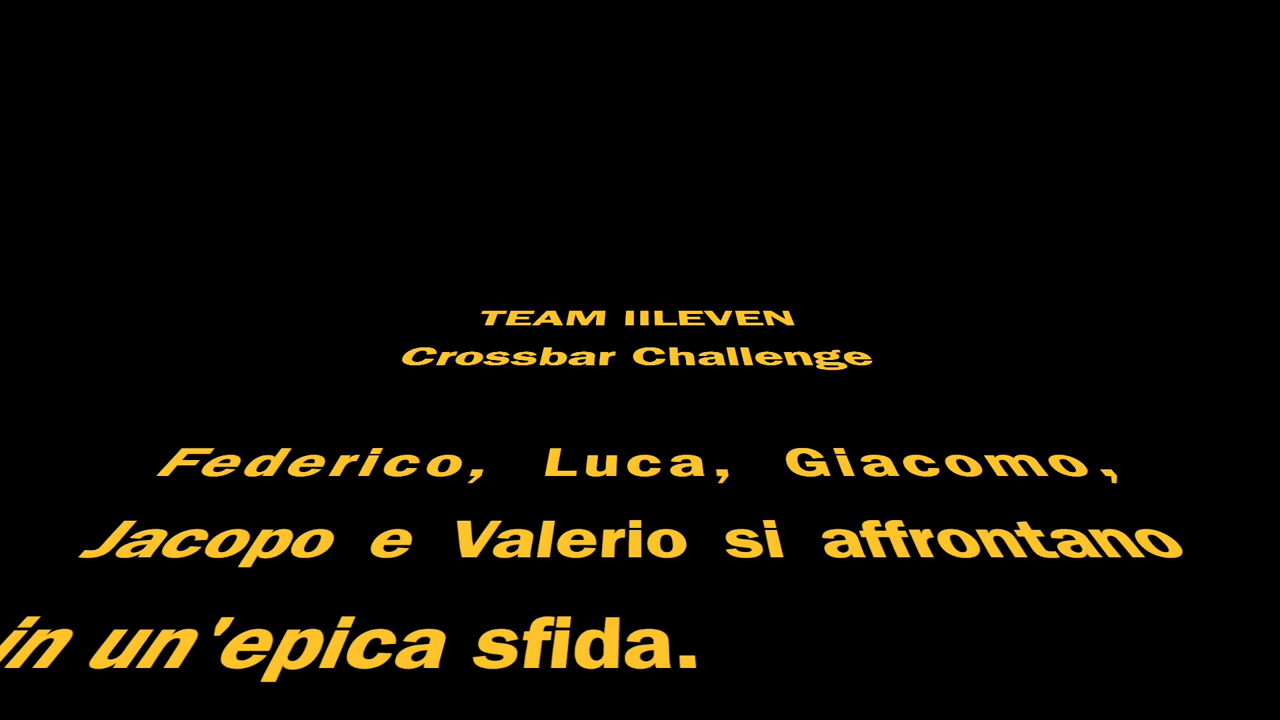 TEAM IILEVEN
Crossbar Challenge
Federico, Luca, Giacomo,
Jacopo e Valerio si affrontano
in un'epica sfida.